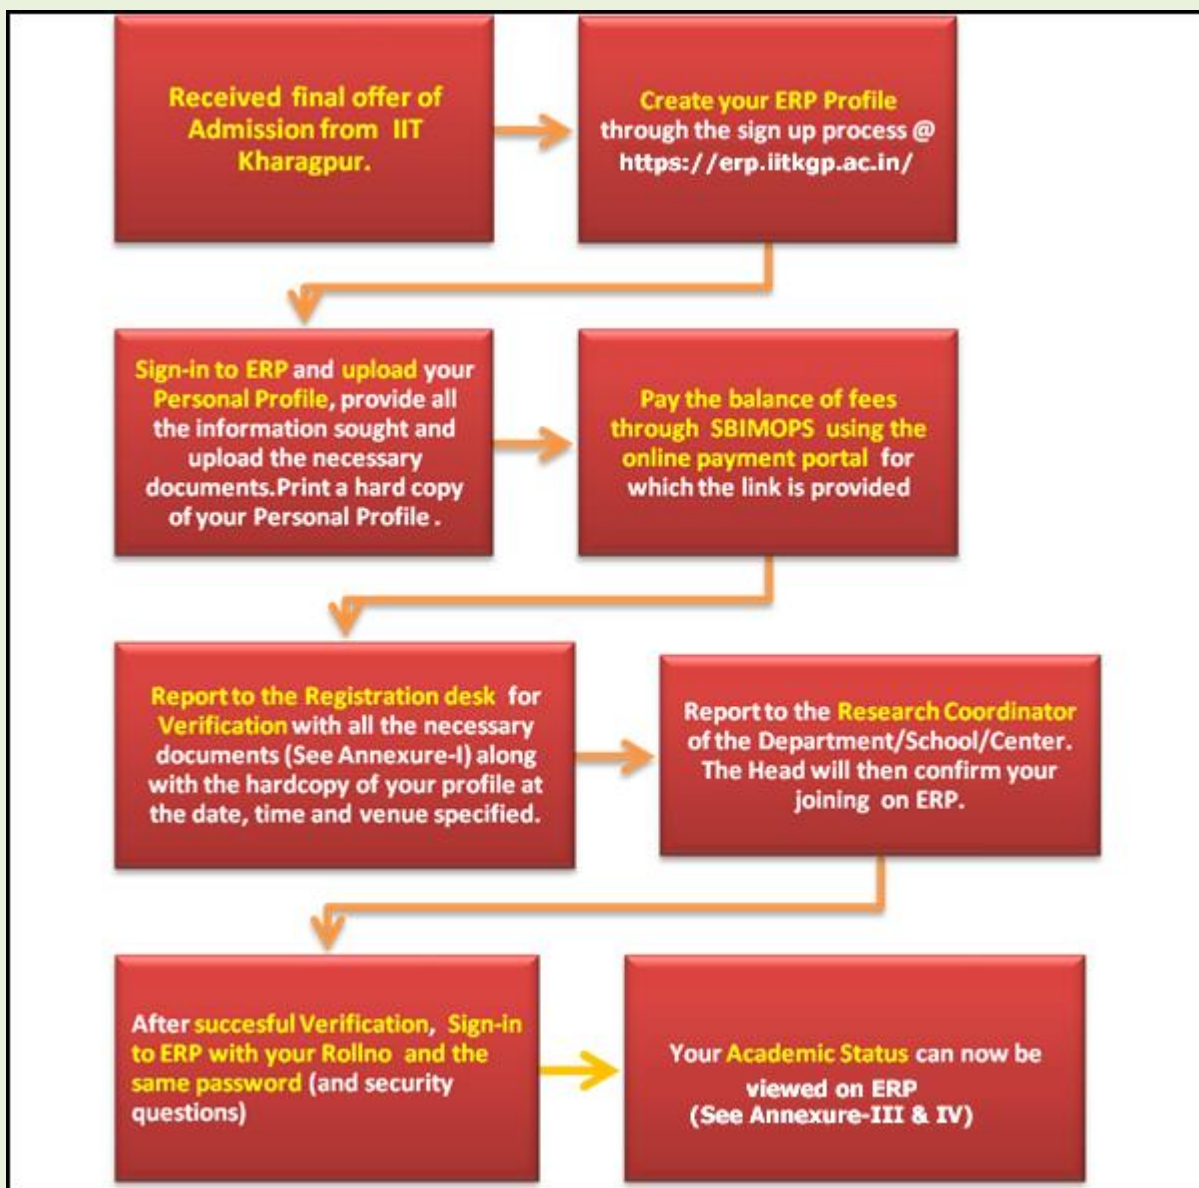 Received final offer of
Admission from IIT
Kharagpur.
Create your ERP Profile
through the sign up process @
https://erp.iitkgp.ac.in/
Sign-in to ERP and upload your
Personal Profile, provide all
the information sought and
upload the necessary
documents.Print a hard copy
of your Personal Profile .
Pay the balance of fees
through SBIMOPS using the
online payment portal for
which the link is provided
Report to the Registration desk for
Verification with all the necessary
documents (See Annexure-I) along
with the hardcopy of your profile at
the date, time and venue specified.
Report to the Research Coordinator
of the Department/School/Center.
The Head will then confirm your
joining on ERP.
After succesful Verification, Sign-in
to ERP with your Rollno and the
same password (and security
questions)
Your Academic Status can now be
viewed on ERP
(See Annexure-III & IV)